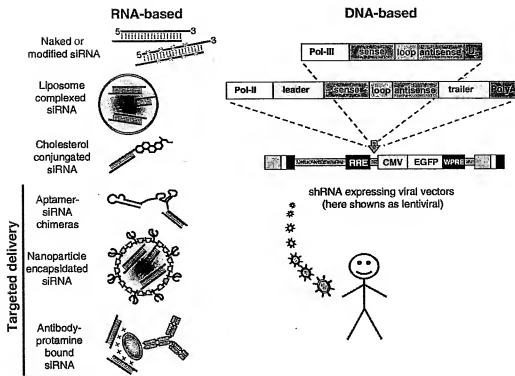 RNA-based
DNA-based
Naked or
modified siRNA
5'
3'
5'
3'
Liposome
complexed
siRNA
Cholesterol
conjungated
siRNA
Targeted delivery
Aptamer-
siRNA
chimeras
Nanoparticle
encapsidated
siRNA
Antibody-
protamine
bound
siRNA
Pol-III
sense
loop
antisense
Pol-II
leader
sense
loop
antisense
trailer
PolyA
RRE
CMV
EGFP
WPRE
shRNA expressing viral vectors
(here showns as lentiviral)